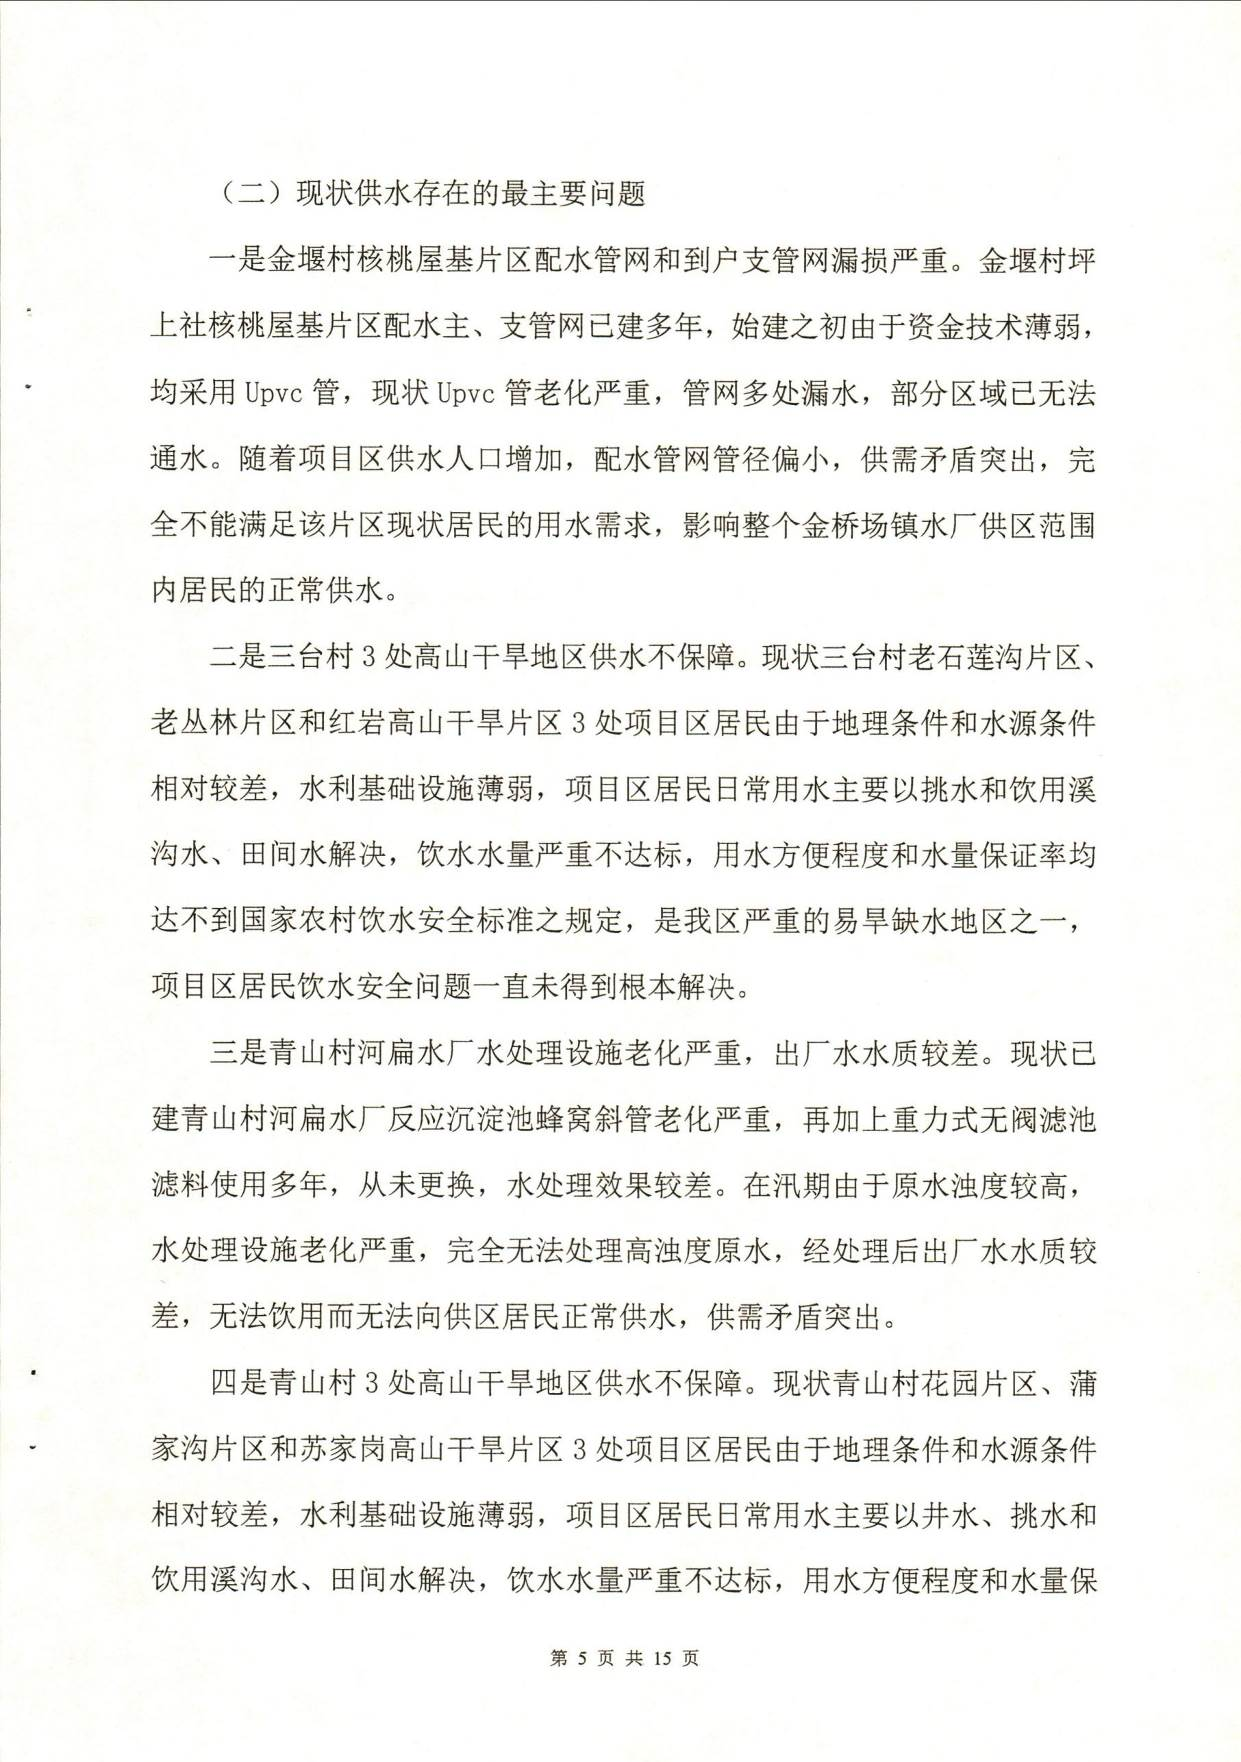 （二）现状供水存在的最主要问题
一是金堰村核桃屋基片区配水管网和到户支管网漏损严重。金堰村坪
上社核桃屋基片区配水主、支管网已建多年，始建之初由于资金技术薄弱，
均采用 Upvc 管，现状 Upvc 管老化严重，管网多处漏水，部分区域已无法
通水。随着项目区供水人口增加，配水管网管径偏小，供需矛盾突出，完
全不能满足该片区现状居民的用水需求，影响整个金桥场镇水厂供区范围
内居民的正常供水。
二是三台村 3 处高山干旱地区供水不保障。现状三台村老石莲沟片区、
老丛林片区和红岩高山干旱片区 3 处项目区居民由于地理条件和水源条件
相对较差，水利基础设施薄弱，项目区居民日常用水主要以挑水和饮用溪
沟水、田间水解决，饮水水量严重不达标，用水方便程度和水量保证率均
达不到国家农村饮水安全标准之规定，是我区严重的易旱缺水地区之一，
项目区居民饮水安全问题一直未得到根本解决。
三是青山村河扁水厂水处理设施老化严重，出厂水水质较差。现状已
建青山村河扁水厂反应沉淀池蜂窝斜管老化严重，再加上重力式无阀滤池
滤料使用多年，从未更换，水处理效果较差。在汛期由于原水浊度较高，
水处理设施老化严重，完全无法处理高浊度原水，经处理后出厂水水质较
差，无法饮用而无法向供区居民正常供水，供需矛盾突出。
四是青山村 3 处高山干旱地区供水不保障。现状青山村花园片区、蒲
家沟片区和苏家岗高山干旱片区 3 处项目区居民由于地理条件和水源条件
相对较差，水利基础设施薄弱，项目区居民日常用水主要以井水、挑水和
饮用溪沟水、田间水解决，饮水水量严重不达标，用水方便程度和水量保
第 5 页 共 15 页